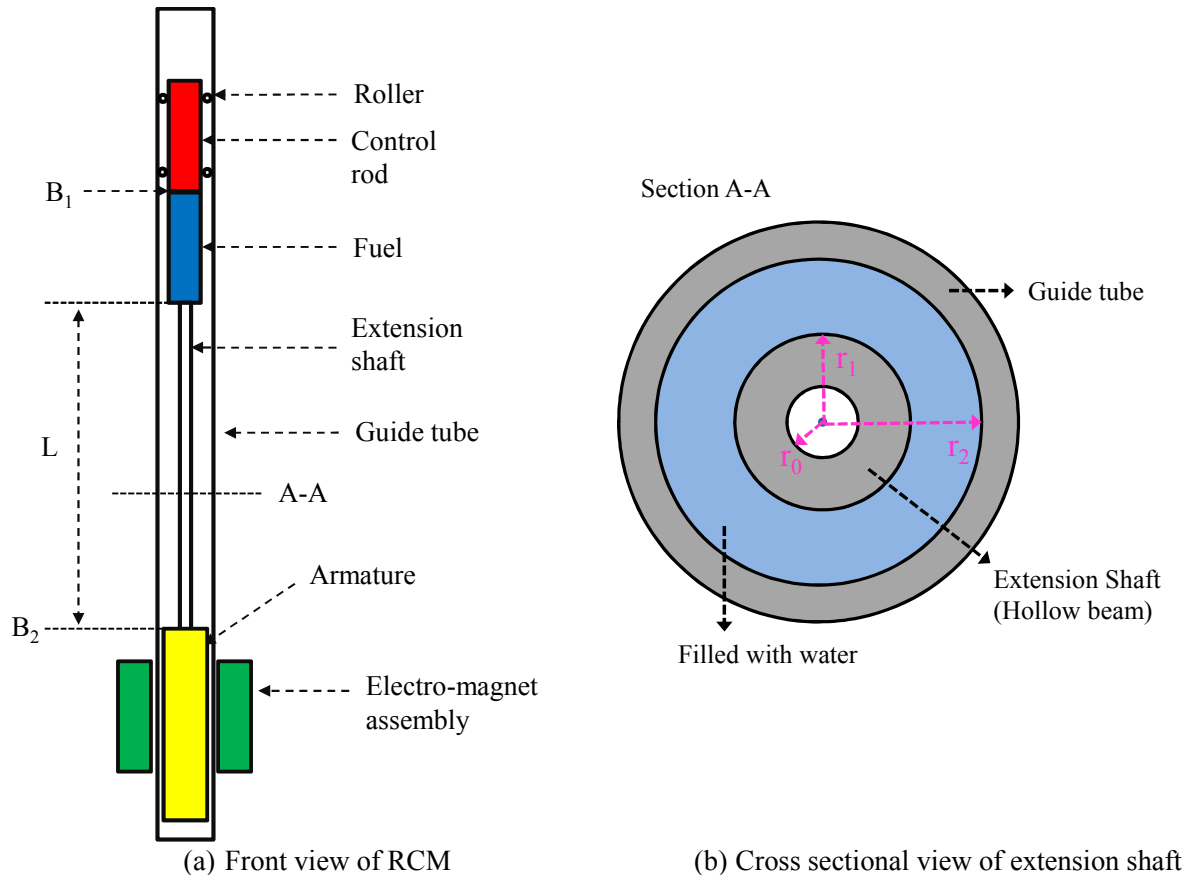 Roller
Control
rod
B₁
Fuel
Extension
shaft
L
Guide tube
A-A
Armature
B₂
Electro-magnet
assembly
(a) Front view of RCM
Section A-A
r₁
r₀
r₂
Guide tube
Extension Shaft
(Hollow beam)
Filled with water
(b) Cross sectional view of extension shaft